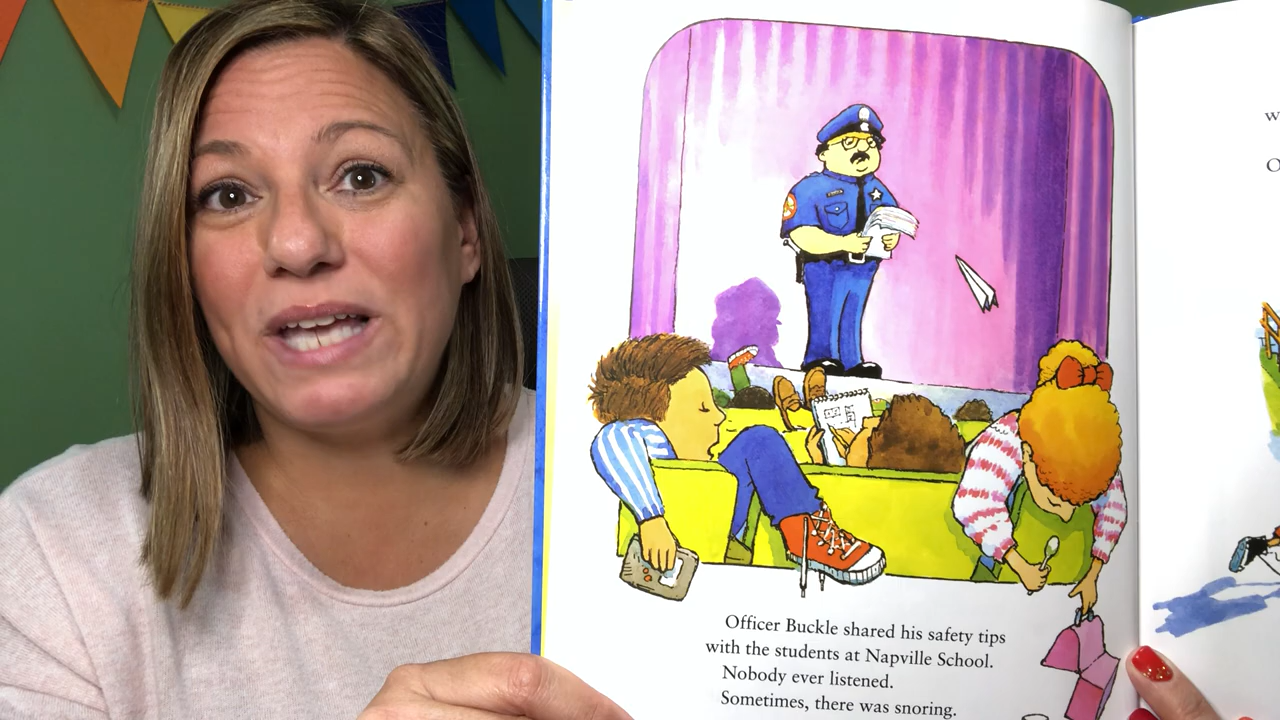 Officer Buckle shared his safety tips
with the students at Napville School.
Nobody ever listened.
Sometimes, there was snoring.
w
O